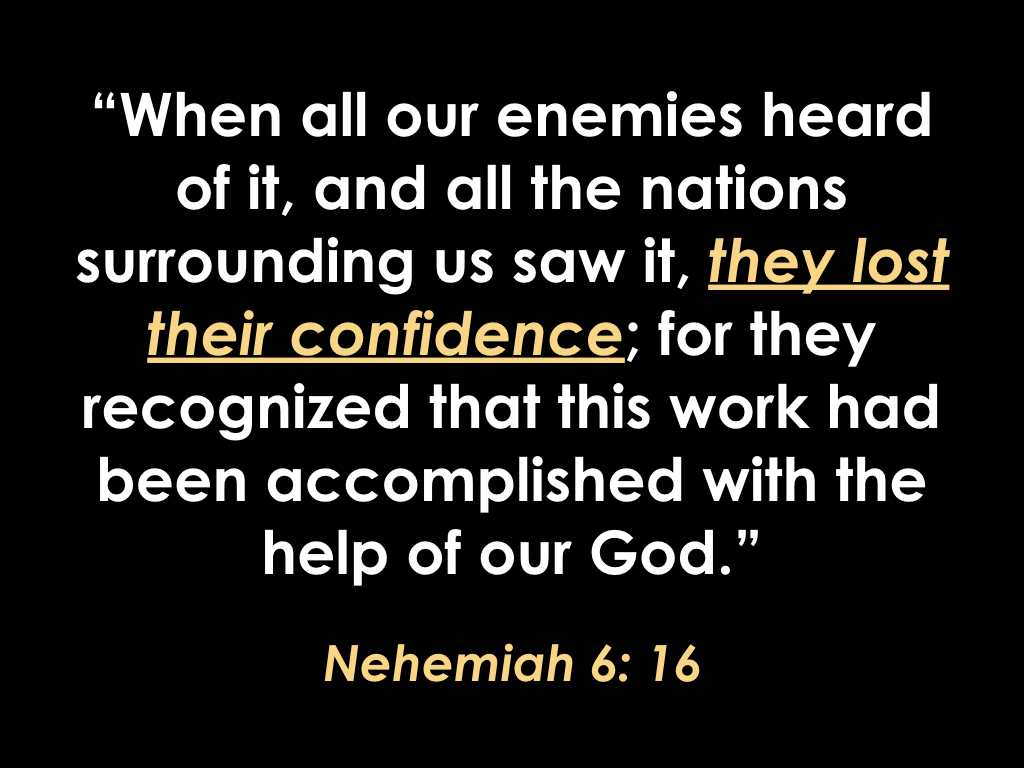 “When all our enemies heard
of it, and all the nations
surrounding us saw it, they lost
their confidence; for they
recognized that this work had
been accomplished with the
help of our God.”
Nehemiah 6: 16